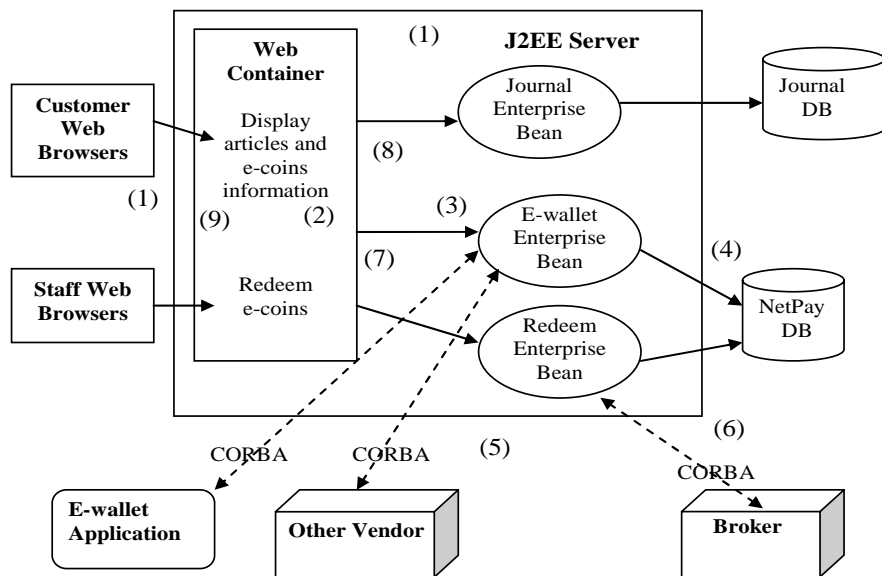 (1)
J2EE Server
Web
Container
Journal
Enterprise
Bean
Journal
DB
Customer
Web
Browsers
Display
articles and
e-coins
information
(8)
(1)
(9)
(2)
(3)
E-wallet
Enterprise
Bean
(4)
(7)
Staff Web
Browsers
Redeem
e-coins
NetPay
DB
Redeem
Enterprise
Bean
(5)
(6)
CORBA
CORBA
CORBA
E-wallet
Application
Other Vendor
Broker